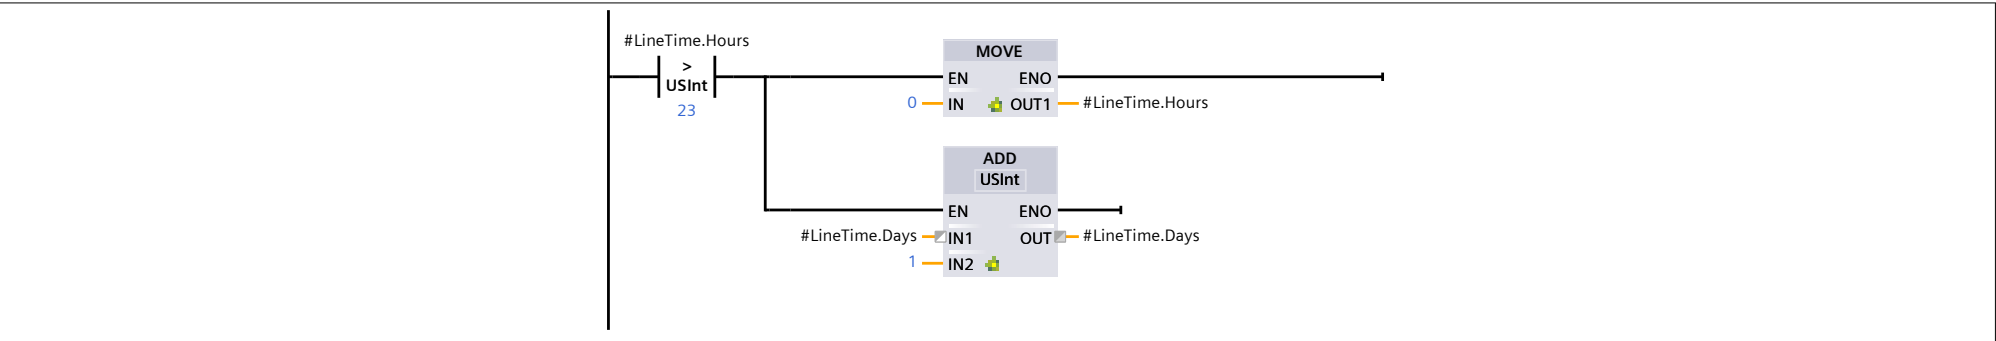 #LineTime.Hours
>
USInt
23
MOVE
EN ENO
0 IN OUT1 #LineTime.Hours
ADD
USInt
EN ENO
#LineTime.Days IN1 OUT #LineTime.Days
1 IN2